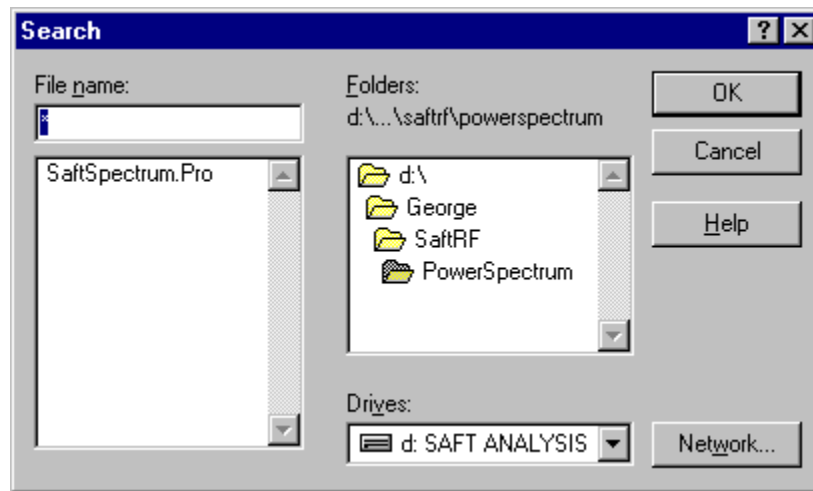 Search
File name:
*
SaftSpectrum.Pro
Folders:
d:\...\saftrf\powerspectrum
d:\
George
SaftRF
PowerSpectrum
Drives:
d: SAFT ANALYSIS
OK
Cancel
Help
Network...